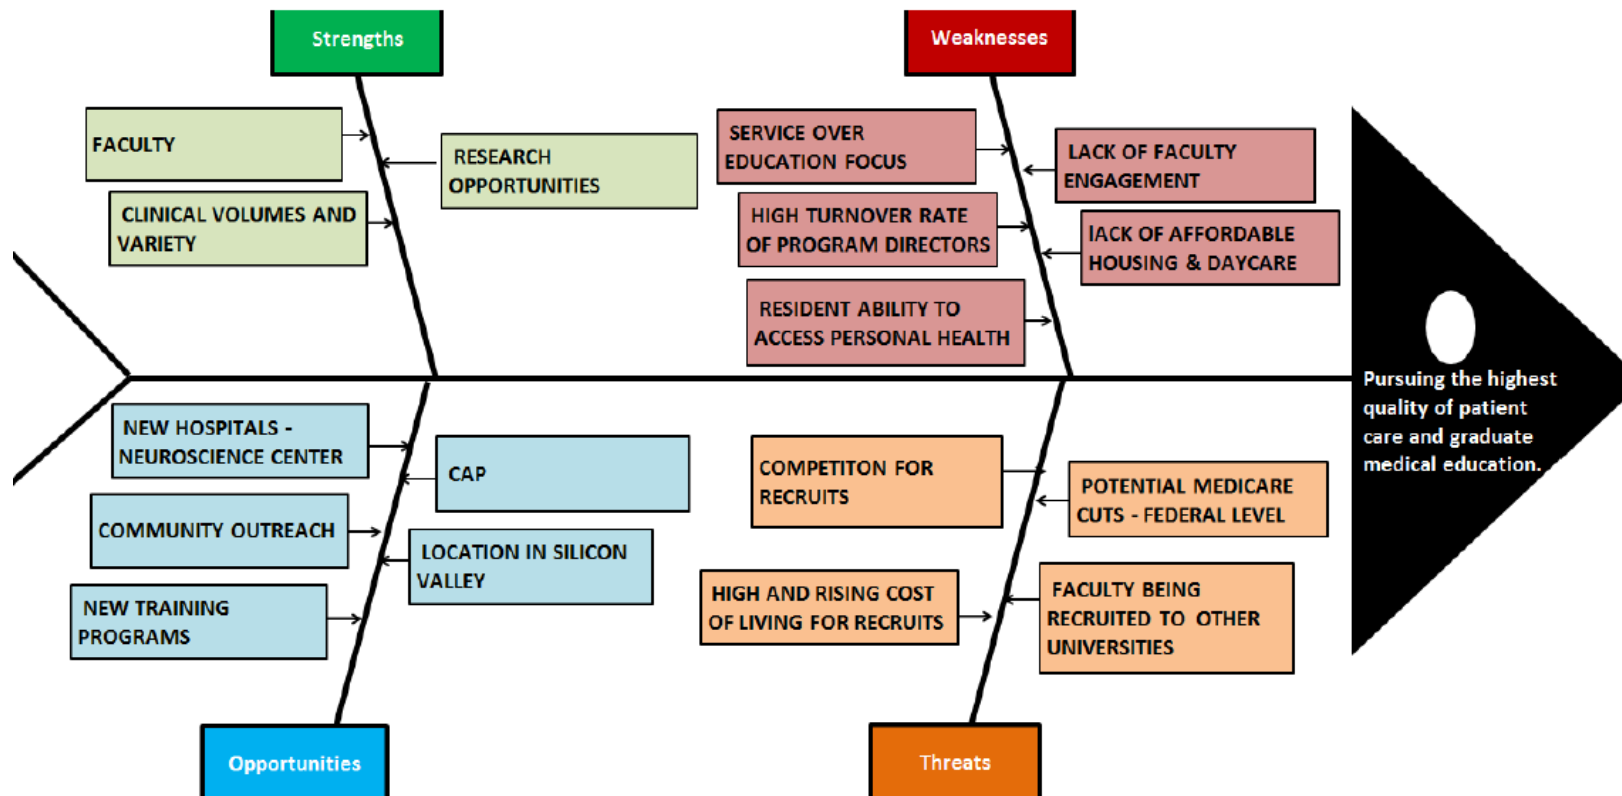 Strengths
FACULTY
RESEARCH
OPPORTUNITIES
CLINICAL VOLUMES AND
VARIETY
Weaknesses
SERVICE OVER
EDUCATION FOCUS
LACK OF FACULTY
ENGAGEMENT
HIGH TURNOVER RATE
OF PROGRAM DIRECTORS
lACK OF AFFORDABLE
HOUSING & DAYCARE
RESIDENT ABILITY TO
ACCESS PERSONAL HEALTH
Pursuing the highest
quality of patient
care and graduate
medical education.
NEW HOSPITALS -
NEUROSCIENCE CENTER
CAP
COMMUNITY OUTREACH
LOCATION IN SILICON
VALLEY
NEW TRAINING
PROGRAMS
Opportunities
COMPETITON FOR
RECRUITS
POTENTIAL MEDICARE
CUTS - FEDERAL LEVEL
HIGH AND RISING COST
OF LIVING FOR RECRUITS
FACULTY BEING
RECRUITED TO OTHER
UNIVERSITIES
Threats